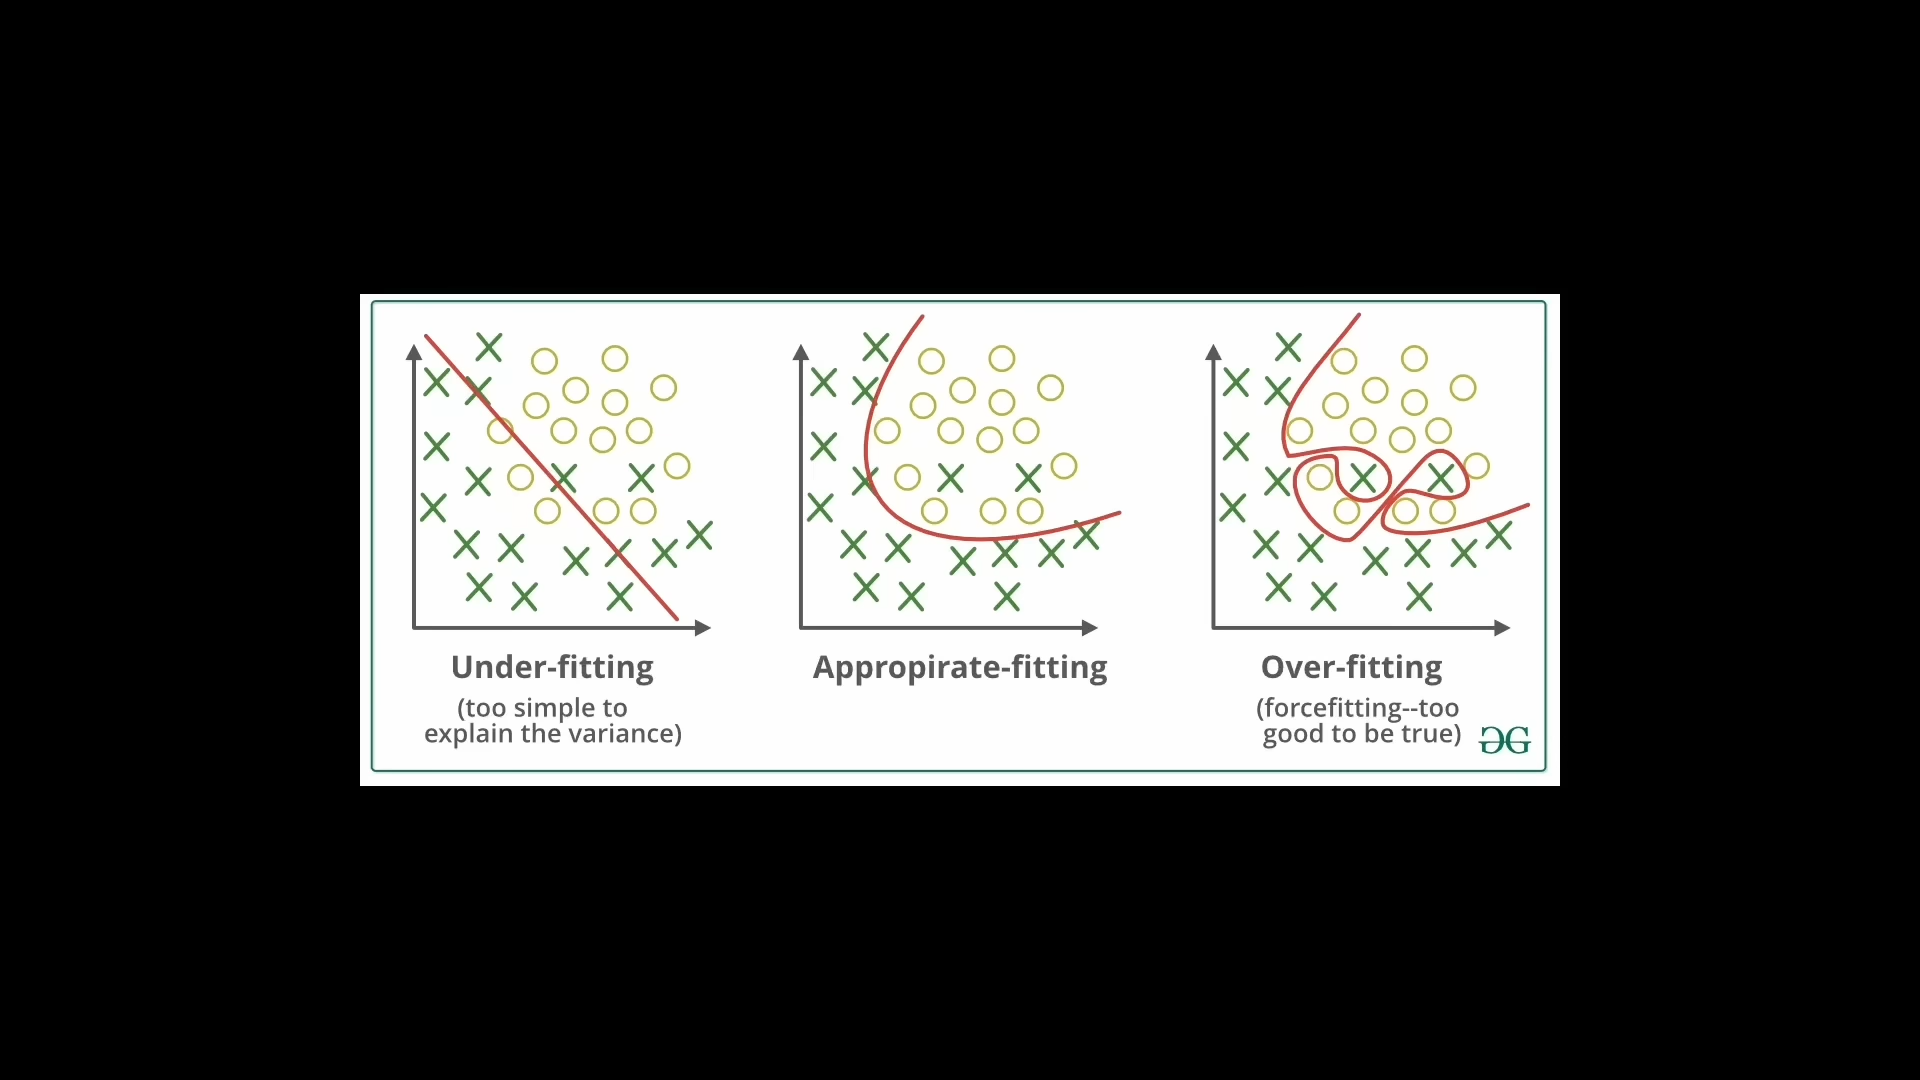 Under-fitting
(too simple to
explain the variance)
Appropirate-fitting
Over-fitting
(forcefitting--too
good to be true)